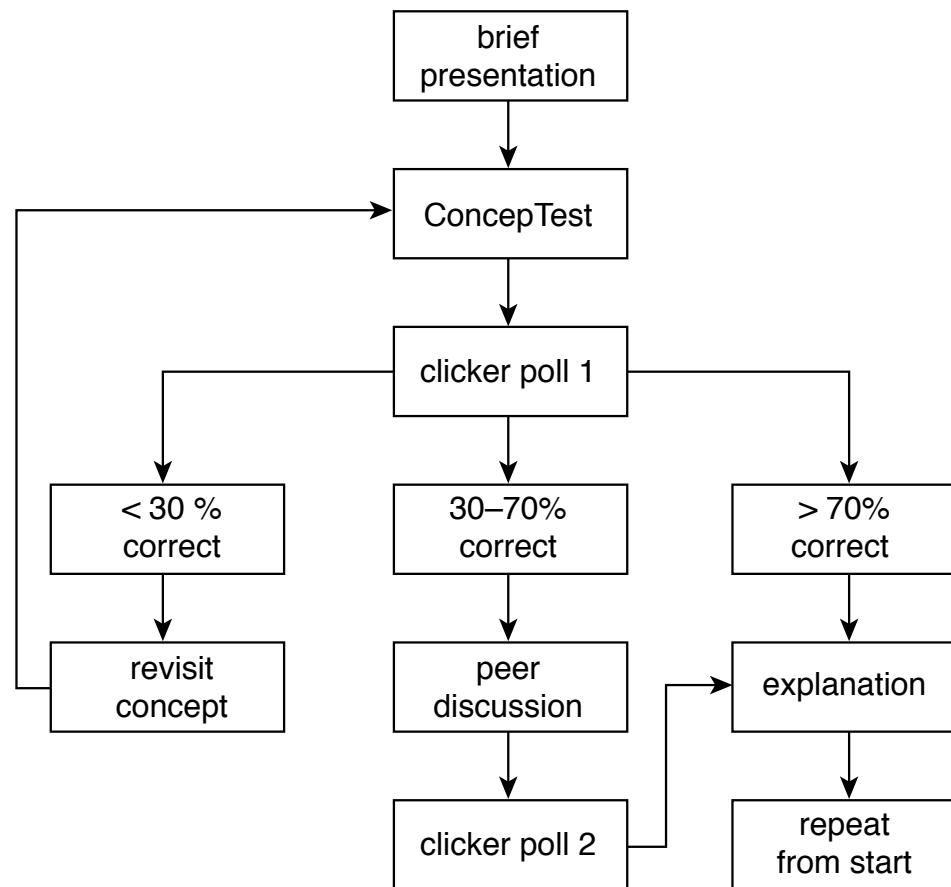 brief
presentation
ConcepTest
clicker poll 1
< 30 %
correct
30–70%
correct
> 70%
correct
revisit
concept
peer
discussion
explanation
clicker poll 2
repeat
from start